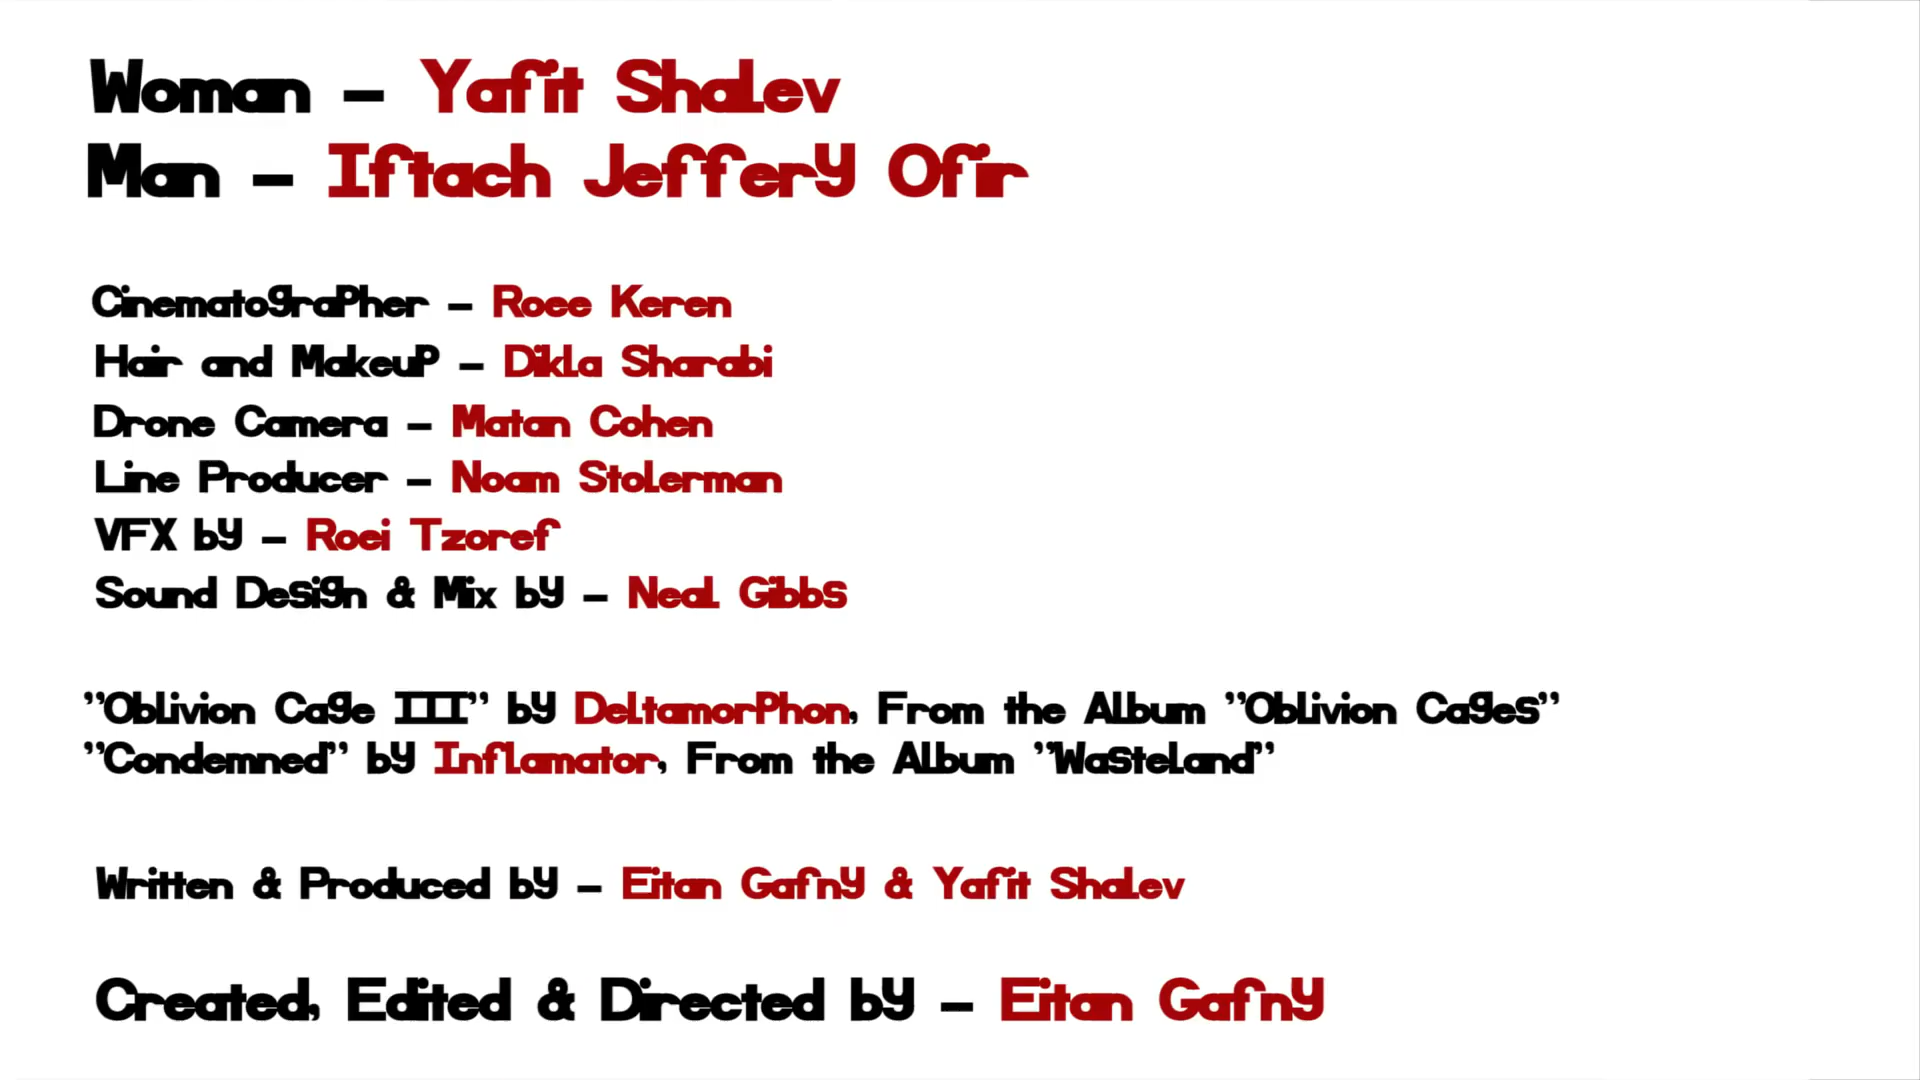 Woman - Yafit Shalev
Man - Iftach Jeffery Ofir
Cinematographer - Roee Keren
Hair and Makeup - Dikla Sharabi
Drone Camera - Matan Cohen
Line Producer - Noam Stolerman
VFX by - Roei Tzoref
Sound Design & Mix by - Neal Gibbs
"Oblivion Cage III" by Deltamorphon, From the Album "Oblivion Cages"
"Condemned" by Inflamator, From the Album "Wasteland"
Written & Produced by - Eitan Gafny & Yafit Shalev
Created, Edited & Directed by - Eitan Gafny